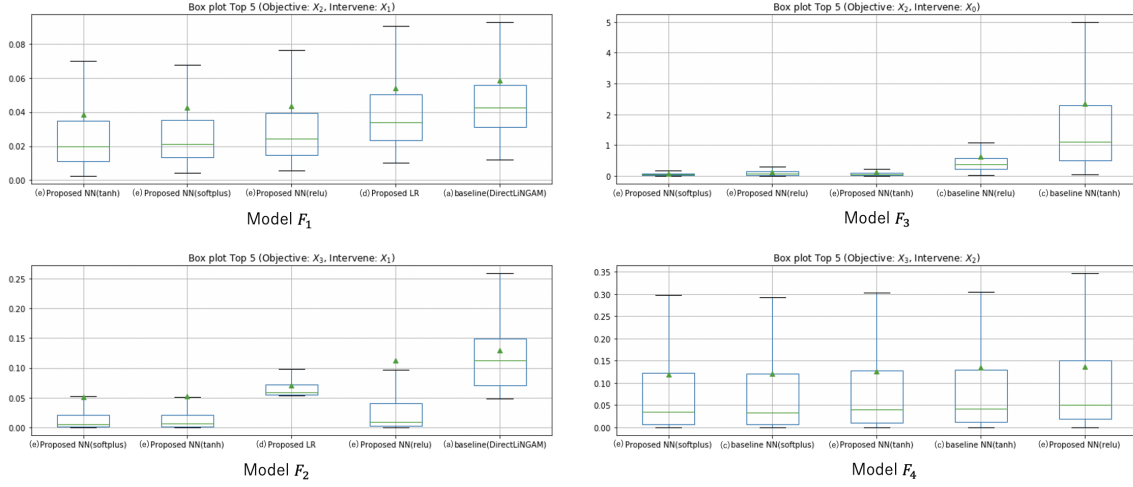 Box plot Top 5 (Objective: X₂, Intervene: X₁)
0.08
0.06
0.04
0.02
0.00
(e) Proposed NN(tanh) (e) Proposed NN(softplus) (e) Proposed NN(relu) (d) Proposed LR (a) baseline(DirectLiNGAM)
Model F₁
Box plot Top 5 (Objective: X₂, Intervene: X₀)
5
4
3
2
1
0
(e) Proposed NN(softplus) (e) Proposed NN(relu) (e) Proposed NN(tanh) (c) baseline NN(relu) (c) baseline NN(tanh)
Model F₃
Box plot Top 5 (Objective: X₃, Intervene: X₁)
0.25
0.20
0.15
0.10
0.05
0.00
(e) Proposed NN(softplus) (e) Proposed NN(tanh) (d) Proposed LR (e) Proposed NN(relu) (a) baseline(DirectLiNGAM)
Model F₂
Box plot Top 5 (Objective: X₃, Intervene: X₂)
0.35
0.30
0.25
0.20
0.15
0.10
0.05
0.00
(e) Proposed NN(softplus) (c) baseline NN(softplus) (e) Proposed NN(tanh) (c) baseline NN(tanh) (e) Proposed NN(relu)
Model F₄